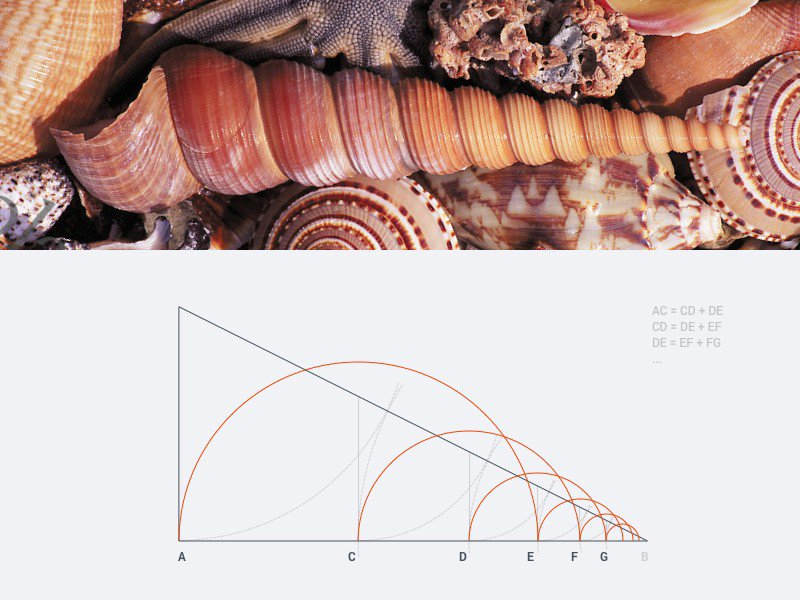 AC = CD + DE
CD = DE + EF
DE = EF + FG
...
A C D E F G B